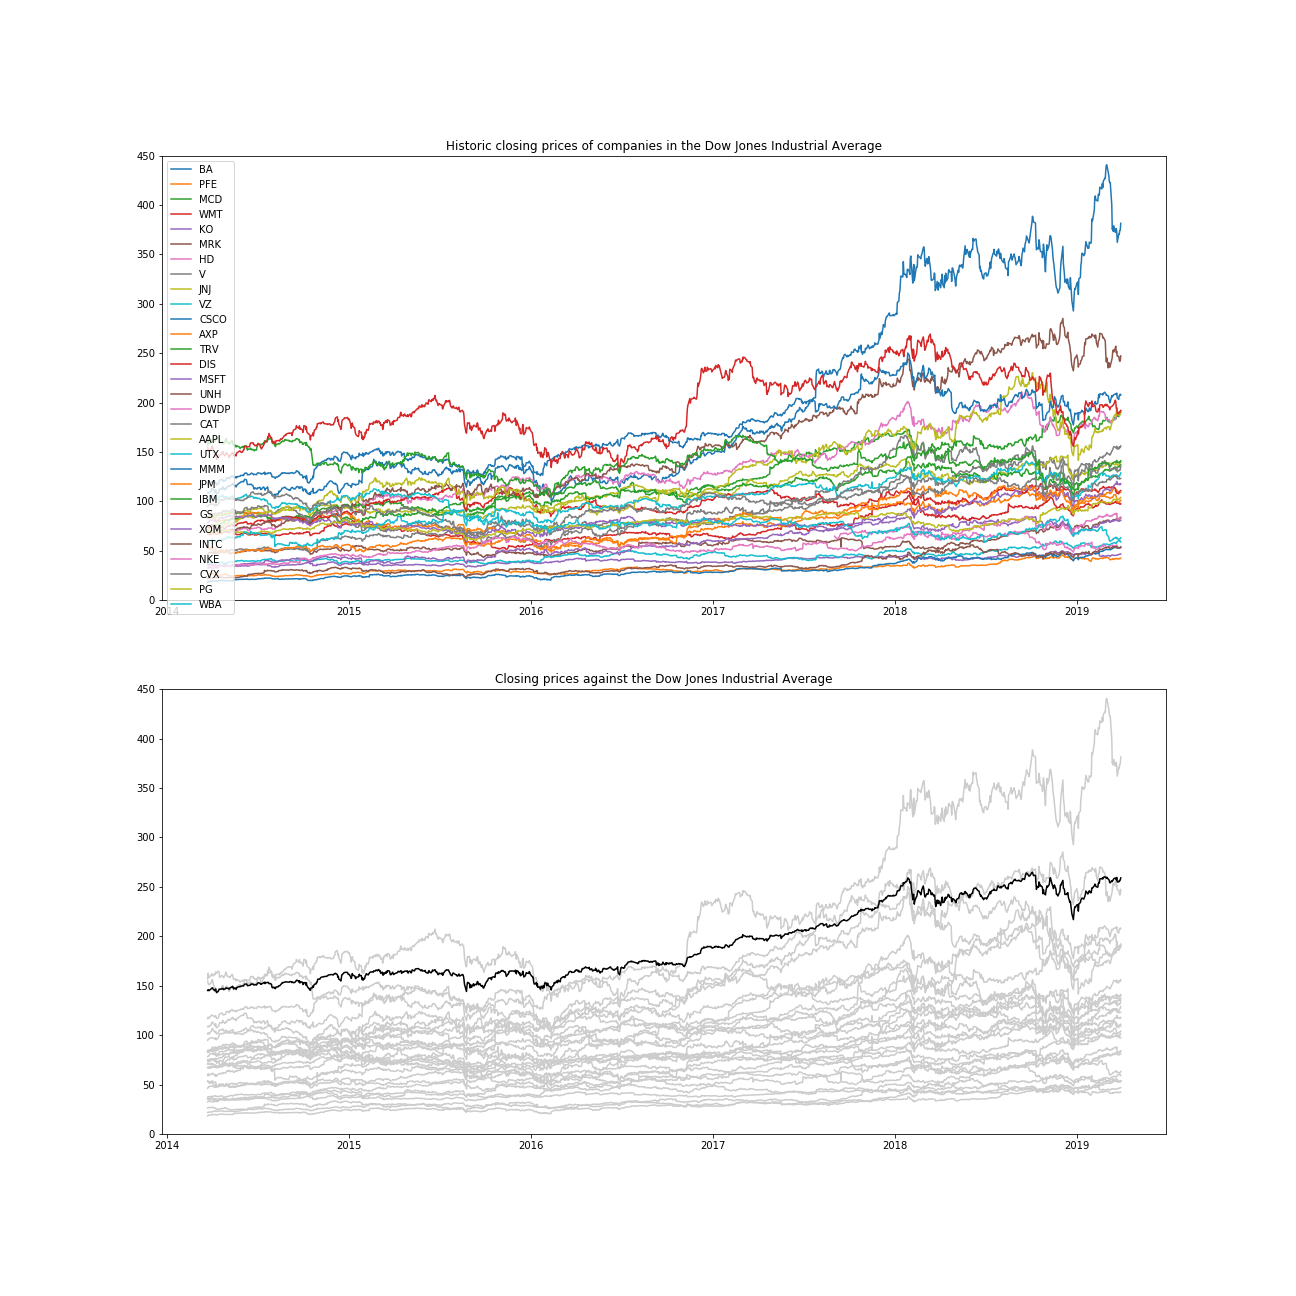 Historic closing prices of companies in the Dow Jones Industrial Average
450
400
350
300
250
200
150
100
50
0
BA
PFE
MCD
WMT
KO
MRK
HD
V
JNJ
VZ
CSCO
AXP
TRV
DIS
MSFT
UNH
DWDP
CAT
AAPL
UTX
MMM
JPM
IBM
GS
XOM
INTC
NKE
CVX
PG
WBA
2014 2015 2016 2017 2018 2019
Closing prices against the Dow Jones Industrial Average
450
400
350
300
250
200
150
100
50
0
2014 2015 2016 2017 2018 2019